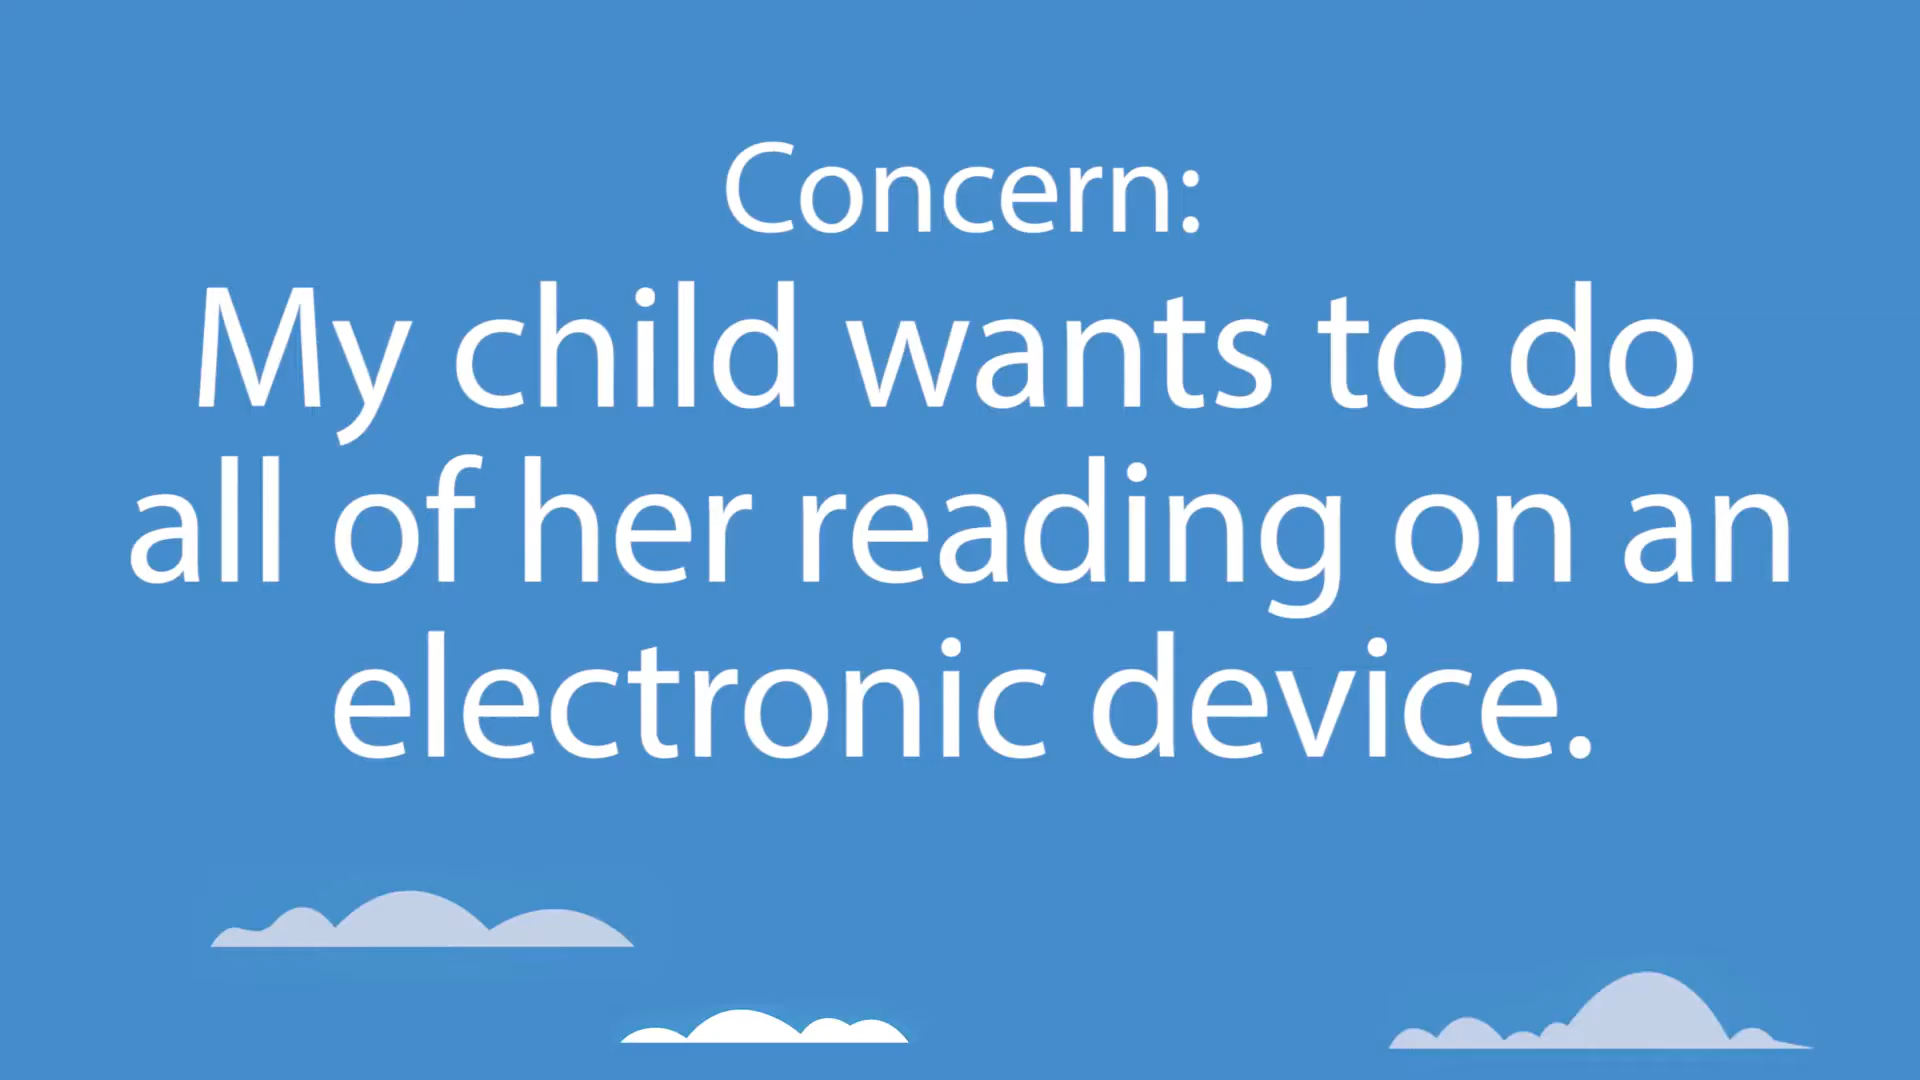 Concern:
My child wants to do
all of her reading on an
electronic device.